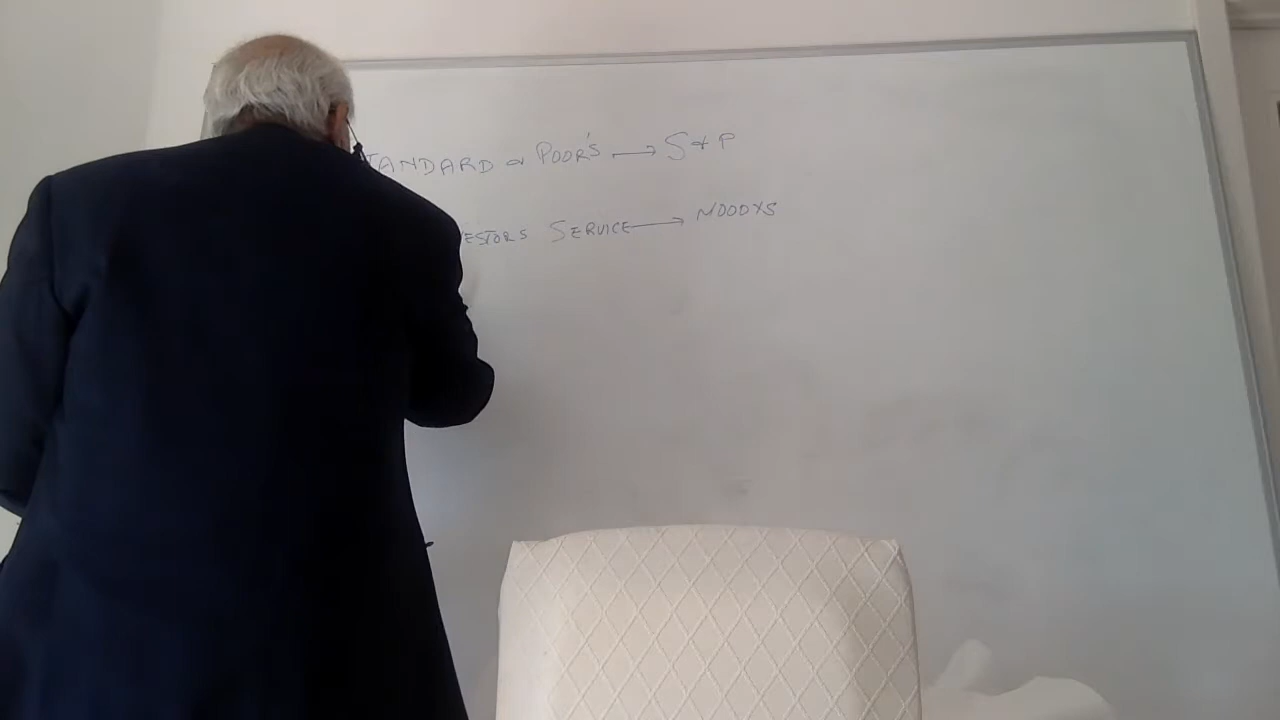 TANDARD & POOR'S → S & P
ESTORS SERVICE → MOODYS